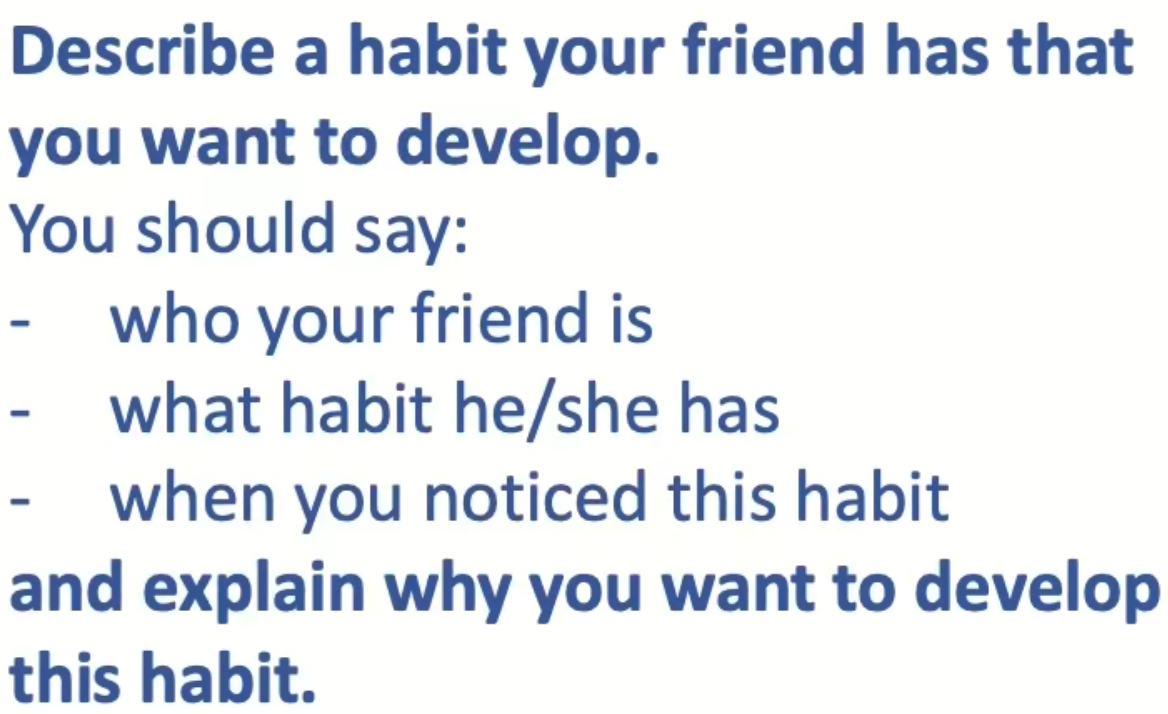 Describe a habit your friend has that
you want to develop.
You should say:
- who your friend is
- what habit he/she has
- when you noticed this habit
and explain why you want to develop
this habit.